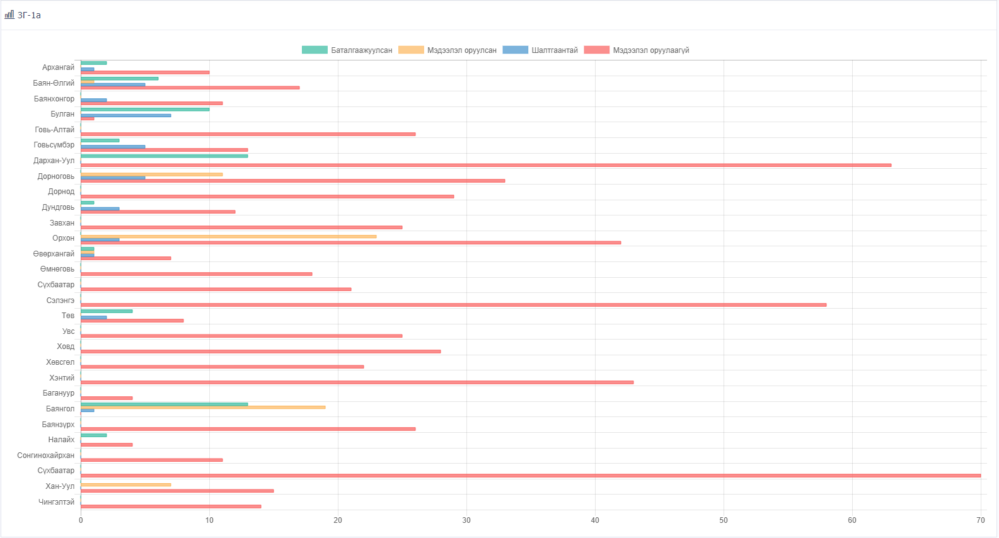 ЗГ-1а
Баталгаажуулсан Мэдээлэл оруулсан Шалтгаантай Мэдээлэл оруулаагүй
Архангай
Баян-Өлгий
Баянхонгор
Булган
Говь-Алтай
Говьсүмбэр
Дархан-Уул
Дорноговь
Дорнод
Дундговь
Завхан
Орхон
Өвөрхангай
Өмнөговь
Сүхбаатар
Сэлэнгэ
Төв
Увс
Ховд
Хөвсгөл
Хэнтий
Багануур
Баянгол
Баянзүрх
Налайх
Сонгинохайрхан
Сүхбаатар
Хан-Уул
Чингэлтэй
0 10 20 30 40 50 60 70